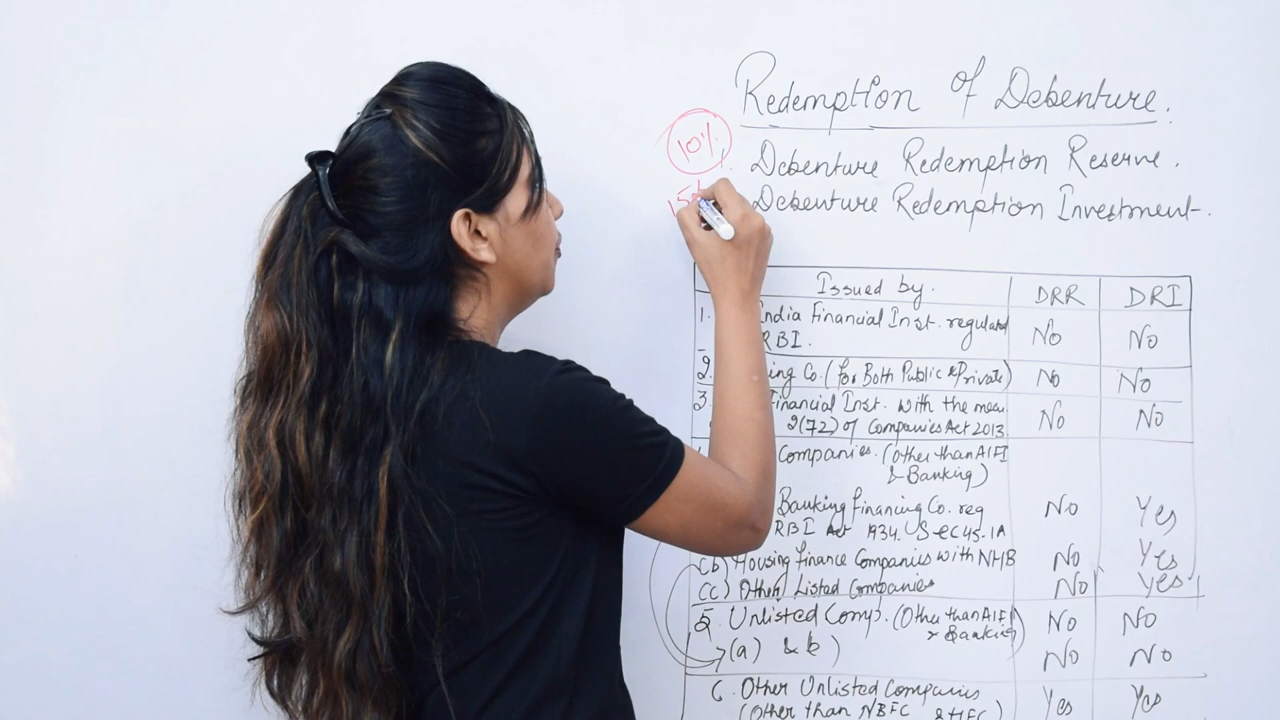 Redemption of Debenture.
10%
Debenture Redemption Reserve.
15
Debenture Redemption Investment.
Issued by. DRR DRI
1. India Financial Inst. regulated No No
RBI.
2. ing Co. (for Both Public & Private) No No
3. Financial Inst. with the mean No No
2(72) of Companies Act 2013
Companies. (Other than AIFI
& Banking)
Banking Financing Co. reg No Yes
RBI Act 1934. Sec 45-1A
(b) Housing finance Companies with NHB No Yes
(c) Other Listed Companies No Yes
5. Unlisted Comp. (Other than AIFI No No
& Banking)
(a) & b) No No
6. Other Unlisted Companies Yes Yes
(Other than NBFC & HFC)